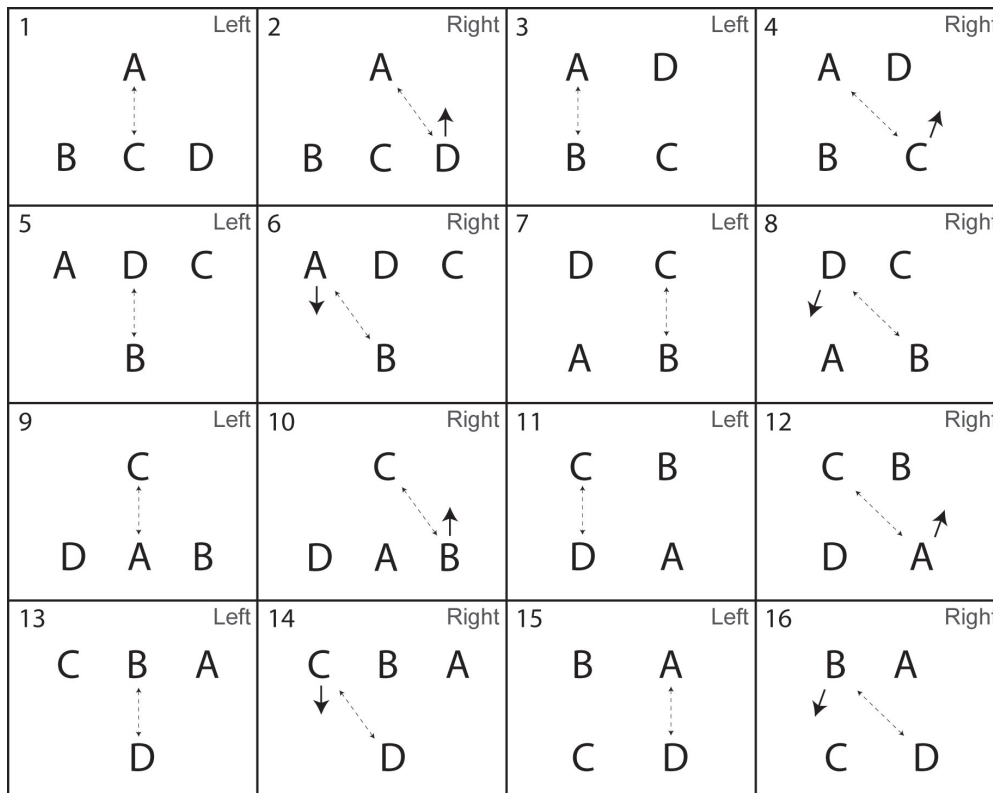 1 Left
A
B C D
2 Right
A
B C D
3 Left
A D
B C
4 Right
A D
B C
5 Left
A D C
B
6 Right
A D C
B
7 Left
D C
A B
8 Right
D C
A B
9 Left
C
D A B
10 Right
C
D A B
11 Left
C B
D A
12 Right
C B
D A
13 Left
C B A
D
14 Right
C B A
D
15 Left
B A
C D
16 Right
B A
C D